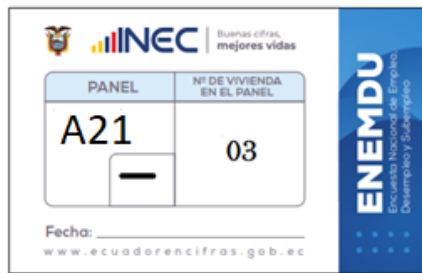 INEC
Buenas cifras,
mejores vidas
PANEL
Nº DE VIVIENDA
EN EL PANEL
A21
03
—
Fecha:
www.ecuadorencifras.gob.ec
ENEMDU
Encuesta Nacional de Empleo,
Desempleo y Subempleo